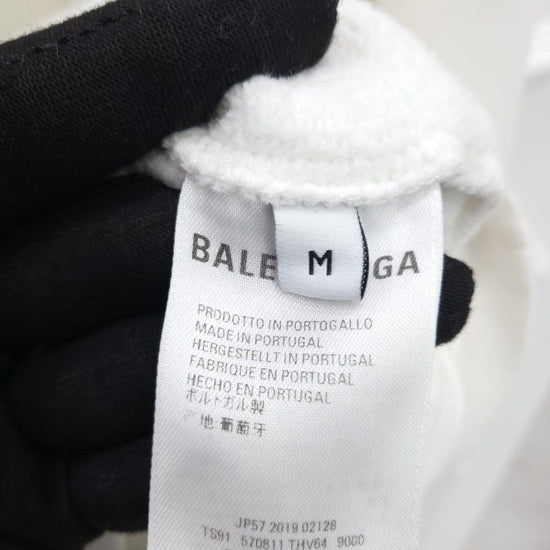 BALE GA
M
PRODOTTO IN PORTOGALLO
MADE IN PORTUGAL
HERGESTELLT IN PORTUGAL
FABRIQUE EN PORTUGAL
HECHO EN PORTUGAL
ポルトガル製
产地:葡萄牙
JP57 2019 02128
TS91 570811 THV64 9000